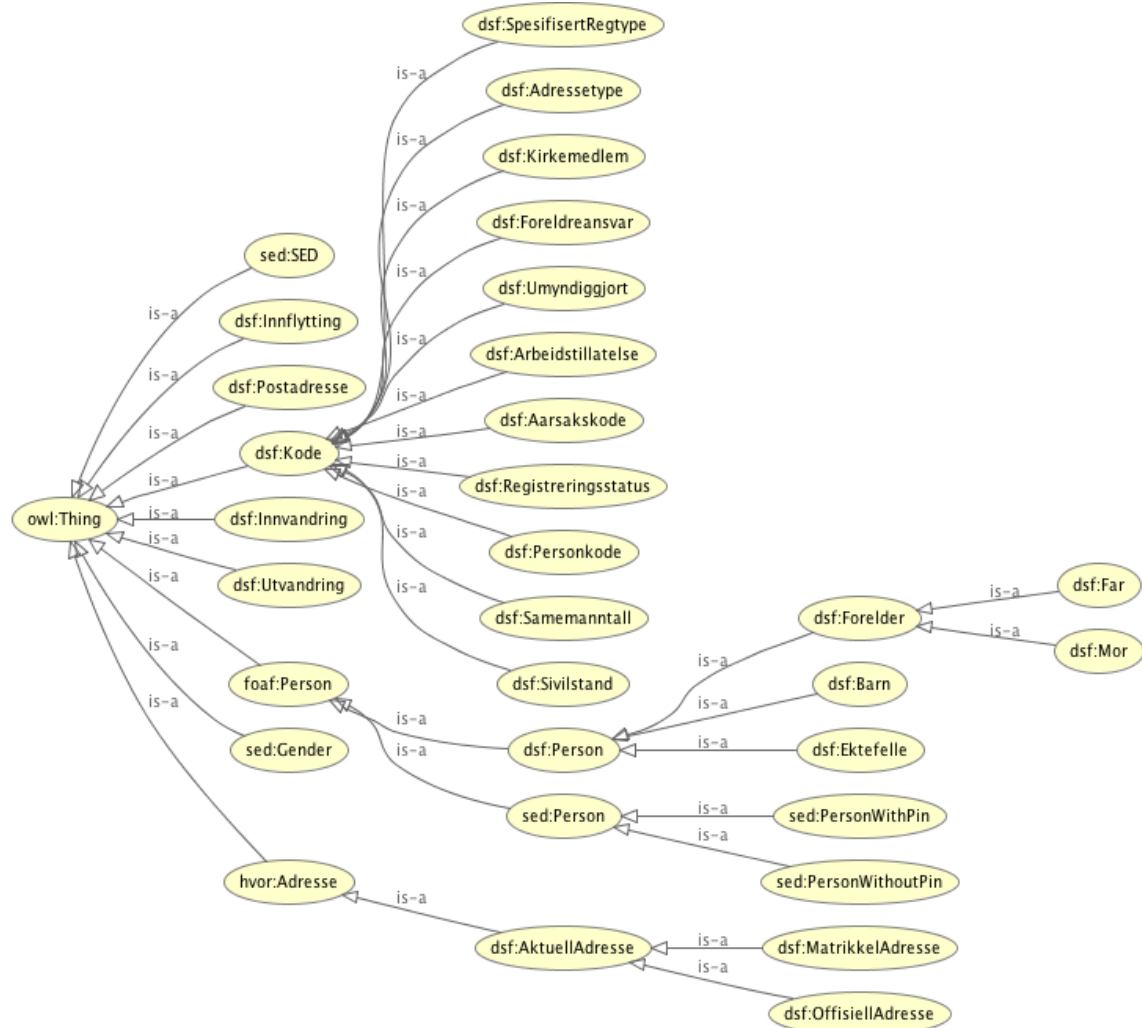 dsf:SpesifisertRegtype
is-a
dsf:Adressetype
is-a
dsf:Kirkemedlem
is-a
dsf:Foreldreansvar
sed:SED
is-a
dsf:Umyndiggjort
is-a
dsf:Innflytting
is-a
dsf:Arbeidstillatelse
is-a
dsf:Postadresse
is-a
dsf:Aarsakskode
is-a
is-a
dsf:Kode
is-a
is-a
dsf:Registreringsstatus
owl:Thing
is-a
dsf:Innvandring
is-a
dsf:Personkode
is-a
is-a
dsf:Utvandring
is-a
is-a
dsf:Samemanntall
dsf:Forelder
is-a
dsf:Far
is-a
dsf:Mor
is-a
foaf:Person
dsf:Sivilstand
is-a
dsf:Barn
is-a
is-a
sed:Gender
is-a
dsf:Person
is-a
dsf:Ektefelle
is-a
sed:Person
is-a
sed:PersonWithPin
is-a
sed:PersonWithoutPin
hvor:Adresse
is-a
dsf:AktuellAdresse
is-a
dsf:MatrikkelAdresse
is-a
dsf:OffisiellAdresse